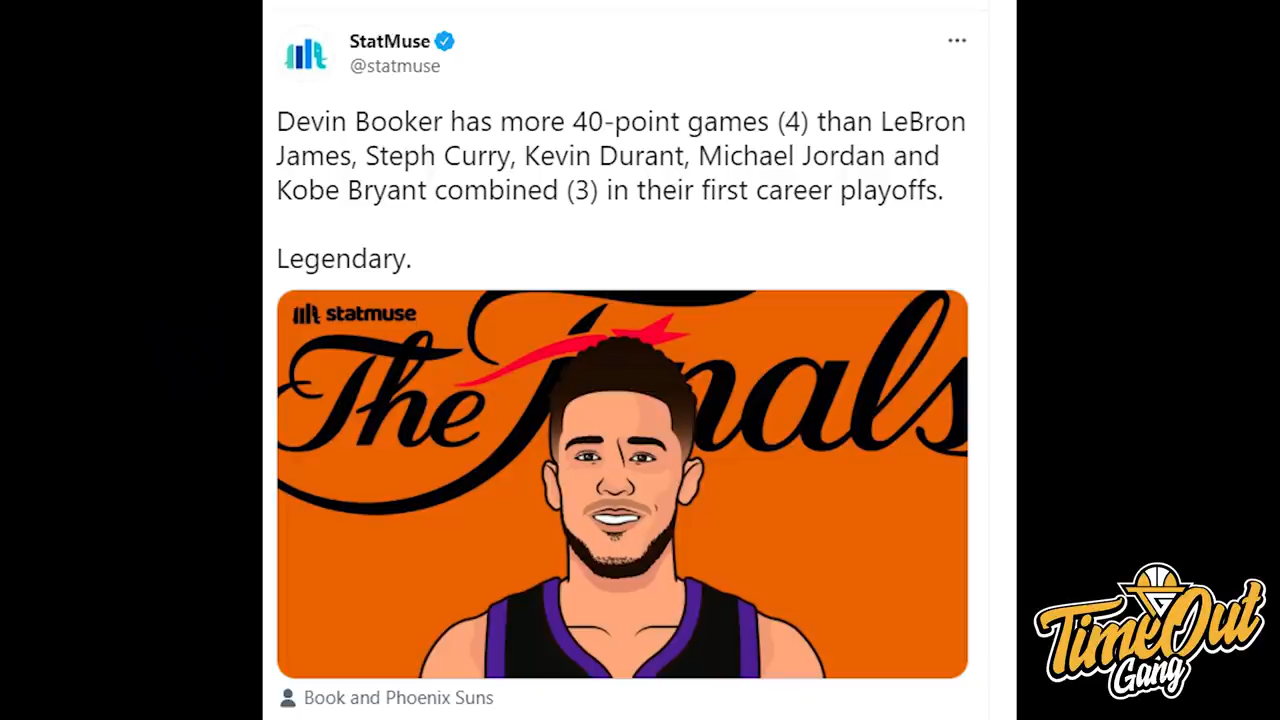 StatMuse
@statmuse
Devin Booker has more 40-point games (4) than LeBron
James, Steph Curry, Kevin Durant, Michael Jordan and
Kobe Bryant combined (3) in their first career playoffs.
Legendary.
statmuse
The Finals
Book and Phoenix Suns
TimeOut
Gang